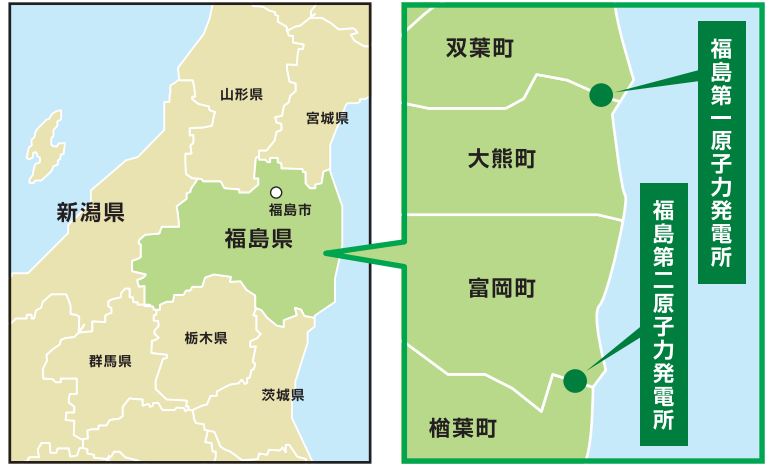 山形県
宮城県
新潟県
福島市
福島県
栃木県
群馬県
茨城県
双葉町
大熊町
富岡町
楢葉町
福島第一原子力発電所
福島第二原子力発電所